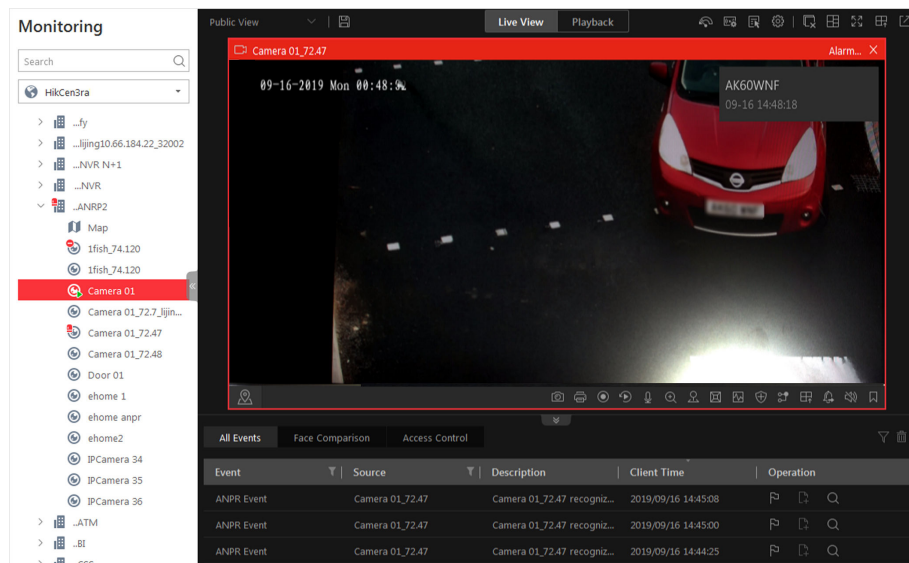 Monitoring
Search
HikCen3ra
...fy
...lijing10.66.184.22_32002
...NVR N+1
...NVR
..ANRP2
Map
1fish_74.120
1fish_74.120
Camera 01
Camera 01_72.7_lijin...
Camera 01_72.47
Camera 01_72.48
Door 01
ehome 1
ehome anpr
ehome2
IPCamera 34
IPCamera 35
IPCamera 36
..ATM
..BI
Public View
Live View Playback
Camera 01_72.47 Alarm...
09-16-2019 Mon 00:48:
AK60WNF
09-16 14:48:18
All Events Face Comparison Access Control
Event Source Description Client Time Operation
ANPR Event Camera 01_72.47 Camera 01_72.47 recogniz... 2019/09/16 14:45:08
ANPR Event Camera 01_72.47 Camera 01_72.47 recogniz... 2019/09/16 14:45:00
ANPR Event Camera 01_72.47 Camera 01_72.47 recogniz... 2019/09/16 14:44:25